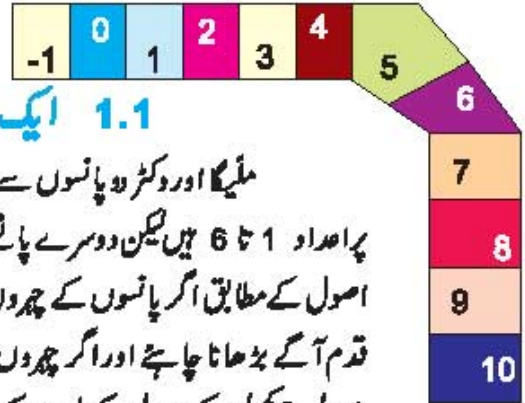 -1 0 1 2 3 4 5 6 7 8 9 10
1.1 ایک
ملیگا اور وکٹر دو پانسوں سے
پر اعداد 1 تا 6 ہیں لیکن دوسرے
اصول کے مطابق اگر پانسوں کے چہروں
قدم آگے بڑھانا چاہئے اور اگر چہروں